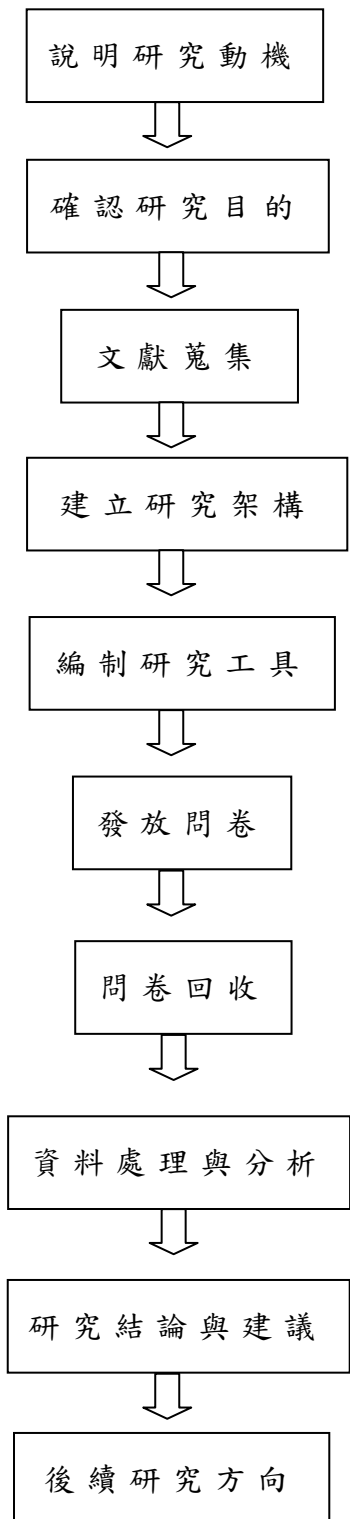 說明研究動機
確認研究目的
文獻蒐集
建立研究架構
編制研究工具
發放問卷
問卷回收
資料處理與分析
研究結論與建議
後續研究方向